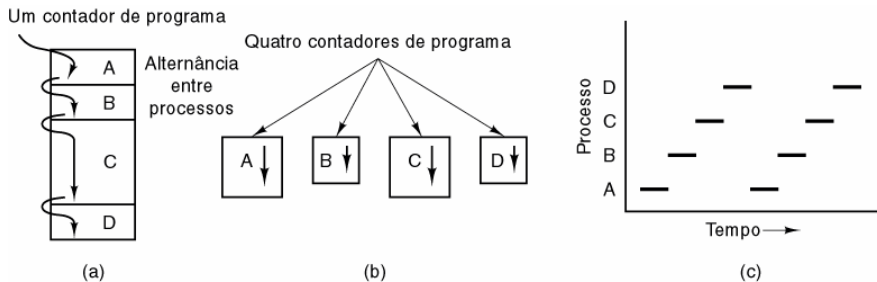 Um contador de programa
A
B
C
D
Alternância
entre
processos
(a)
Quatro contadores de programa
A
B
C
D
(b)
Processo
D
C
B
A
Tempo
(c)